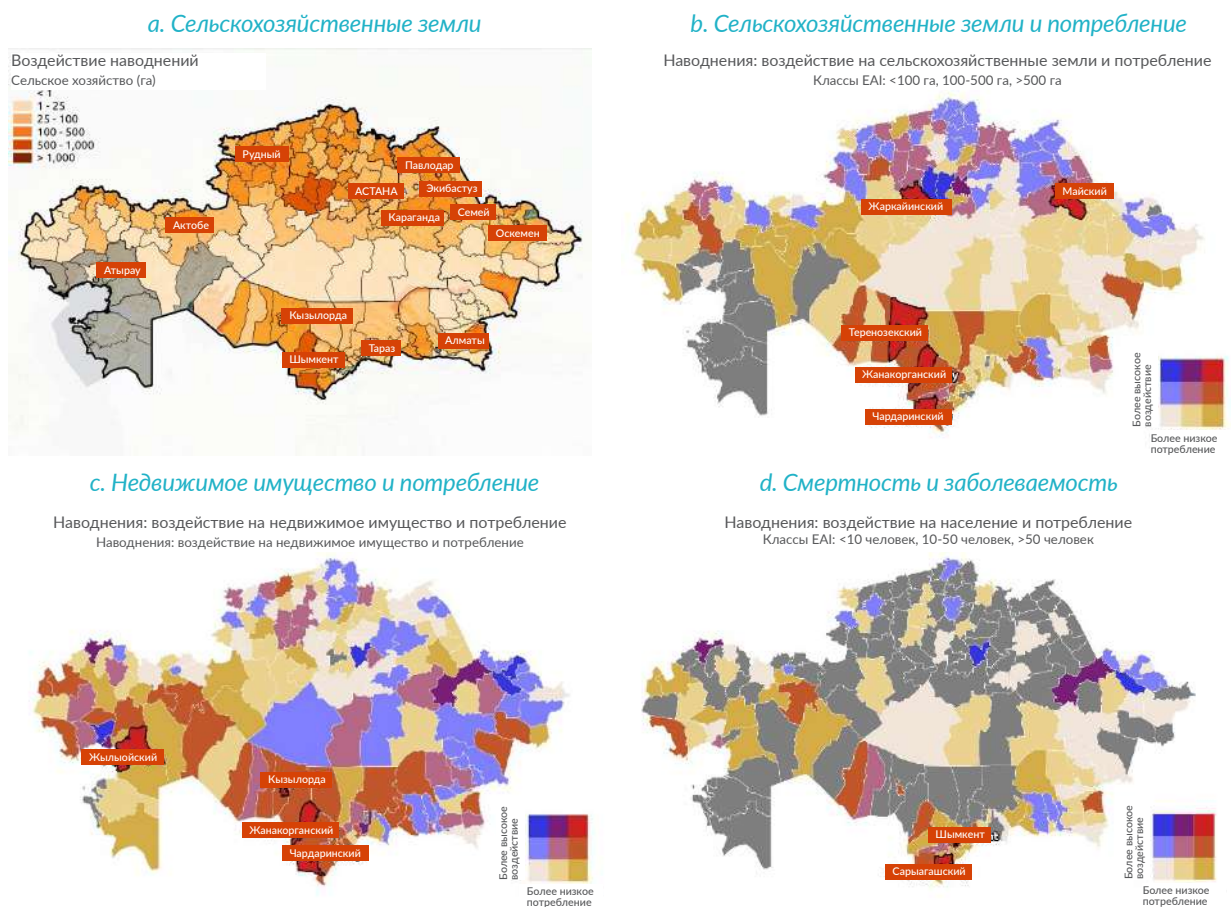 a. Сельскохозяйственные земли
Воздействие наводнений
Сельское хозяйство (га)
< 1
1 - 25
25 - 100
100 - 500
500 - 1,000
> 1,000
Рудный
Павлодар
АСТАНА
Экибастуз
Караганда
Семей
Оскемен
Актобе
Атырау
Кызылорда
Шымкент
Тараз
Алматы
b. Сельскохозяйственные земли и потребление
Наводнения: воздействие на сельскохозяйственные земли и потребление
Классы EAI: <100 га, 100-500 га, >500 га
Майский
Жаркайинский
Теренозекский
Жанакорганский
y
Чардаринский
Более высокое
воздействие
Более низкое
потребление
c. Недвижимое имущество и потребление
Наводнения: воздействие на недвижимое имущество и потребление
Наводнения: воздействие на недвижимое имущество и потребление
Жылыойский
Кызылорда
Жанакорганский
Чардаринский
Более высокое
воздействие
Более низкое
потребление
d. Смертность и заболеваемость
Наводнения: воздействие на население и потребление
Классы EAI: <10 человек, 10-50 человек, >50 человек
Шымкент
Сарыагашский
Более высокое
воздействие
Более низкое
потребление